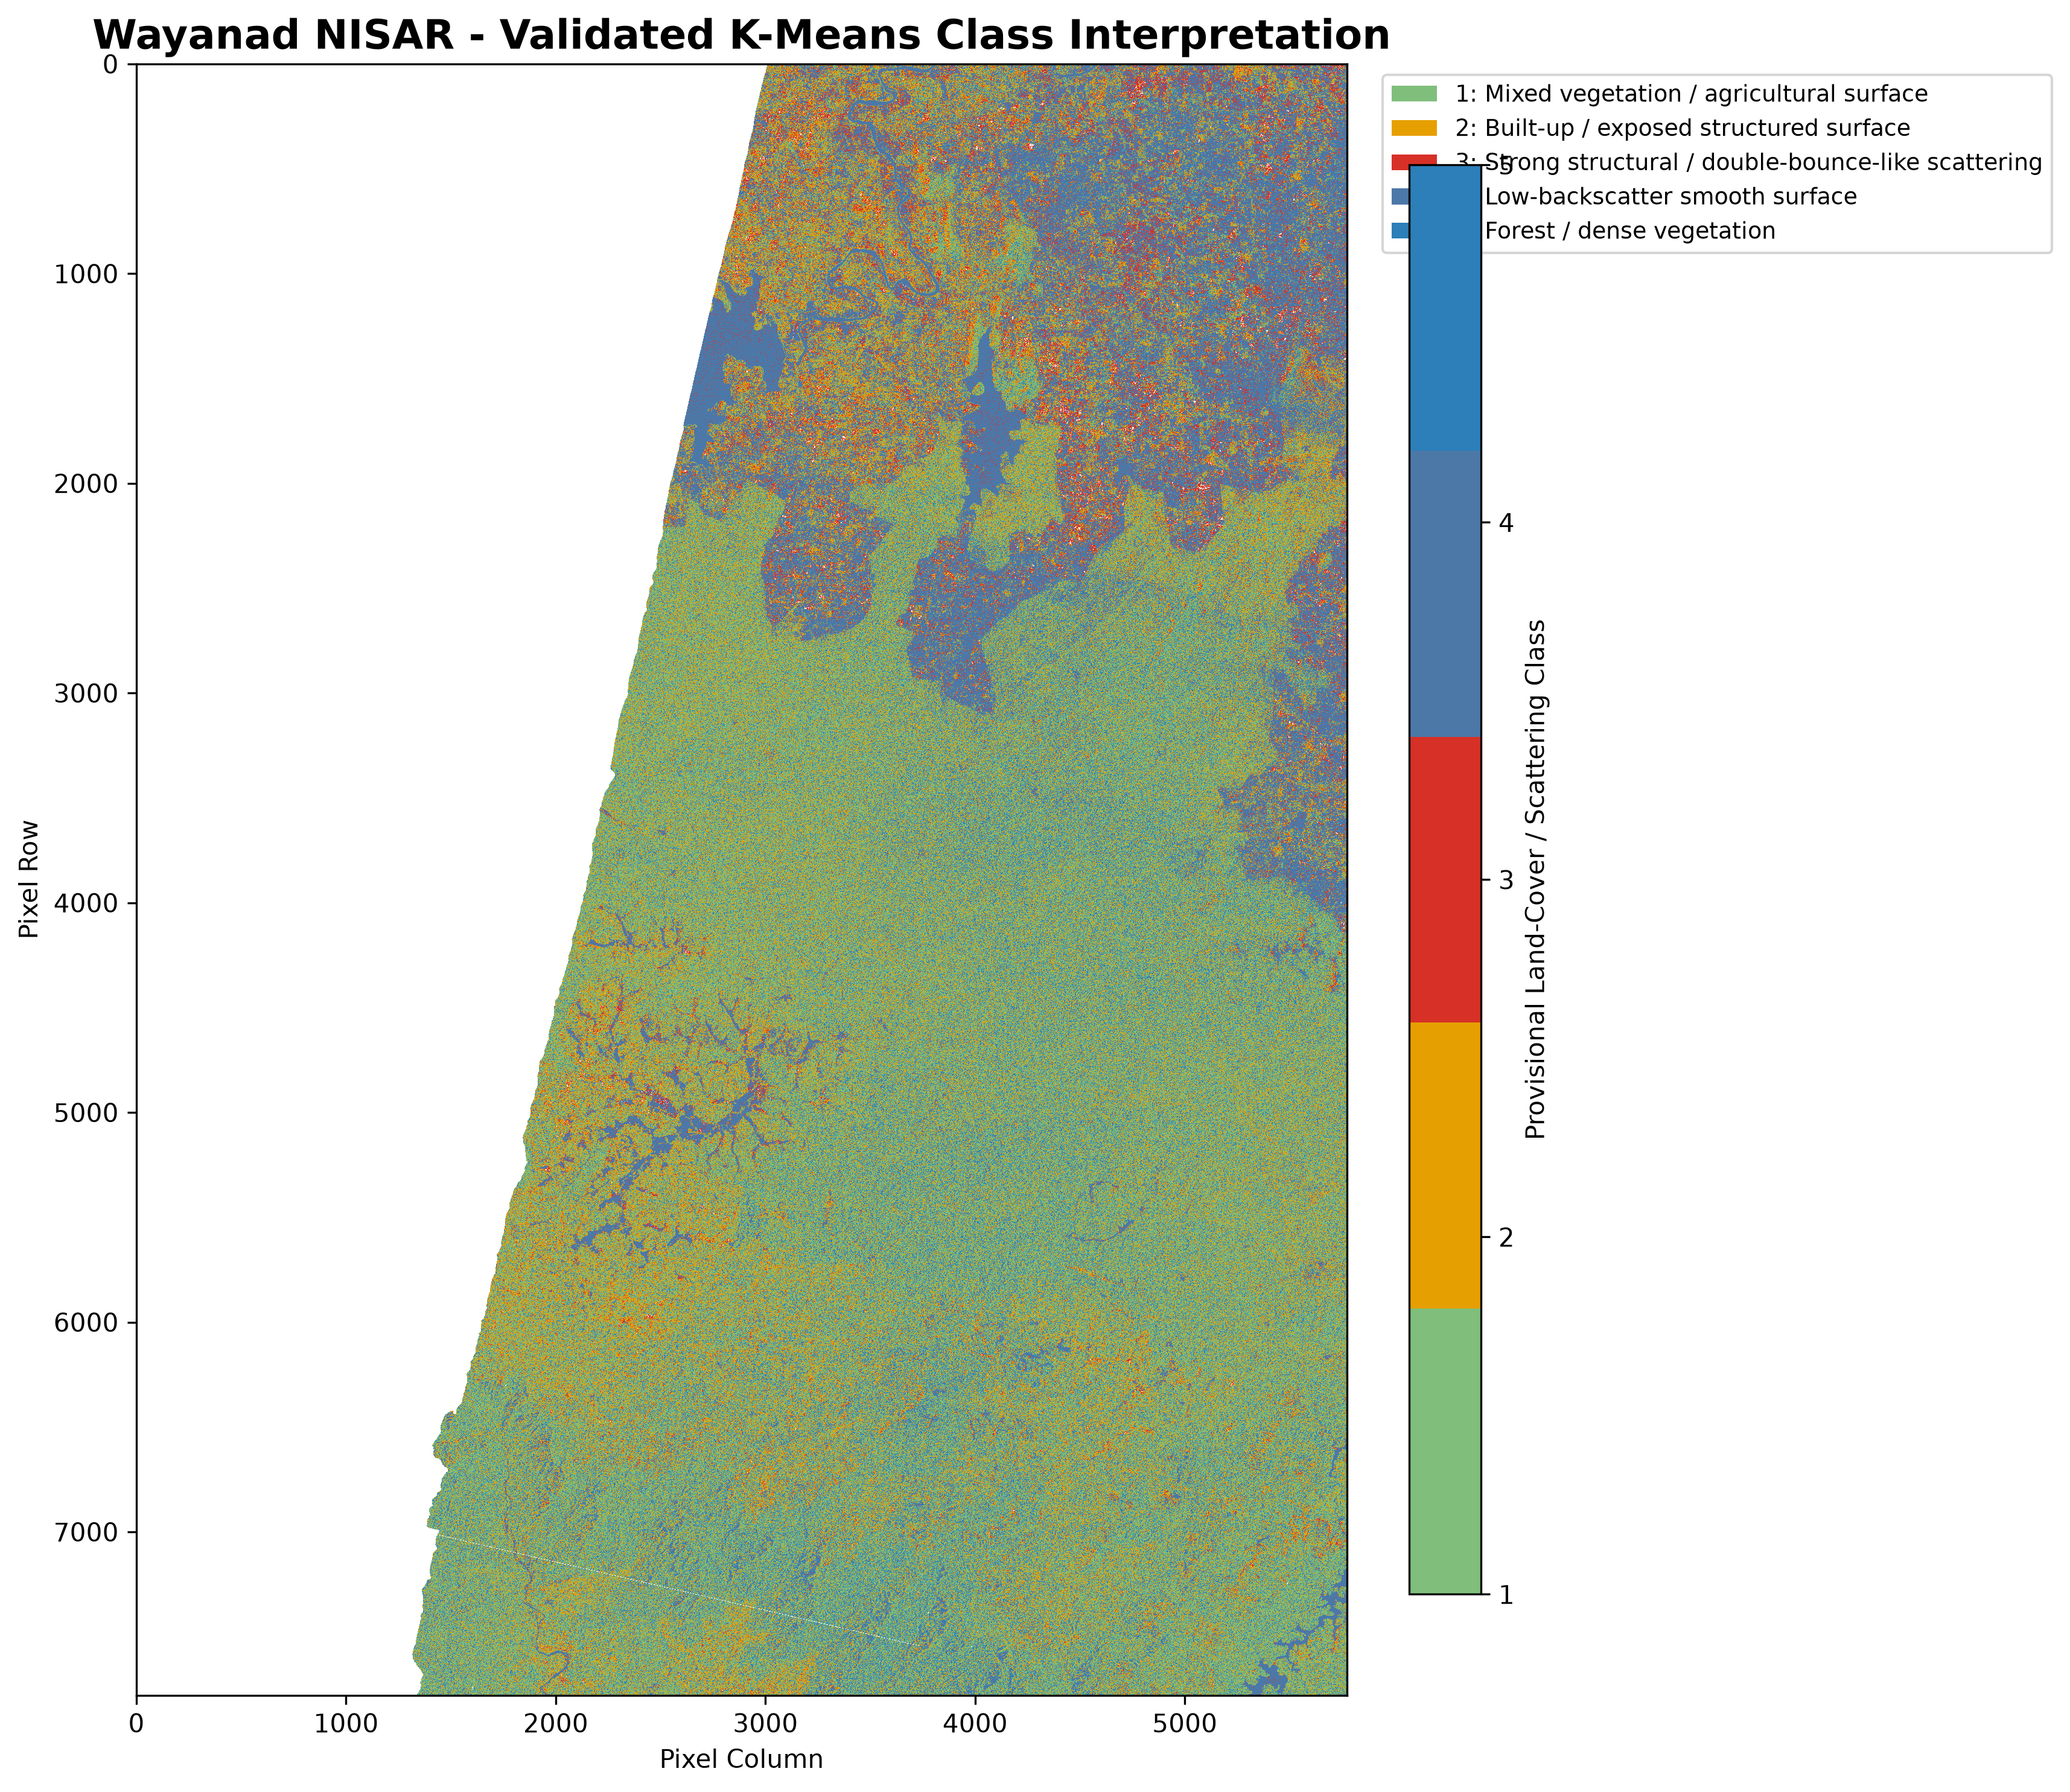 Wayanad NISAR - Validated K-Means Class Interpretation
0
1000
2000
3000
4000
5000
6000
7000
Pixel Row
0
1000
2000
3000
4000
5000
Pixel Column
1: Mixed vegetation / agricultural surface
2: Built-up / exposed structured surface
3: Strong structural / double-bounce-like scattering
Low-backscatter smooth surface
Forest / dense vegetation
5
4
3
2
1
Provisional Land-Cover / Scattering Class